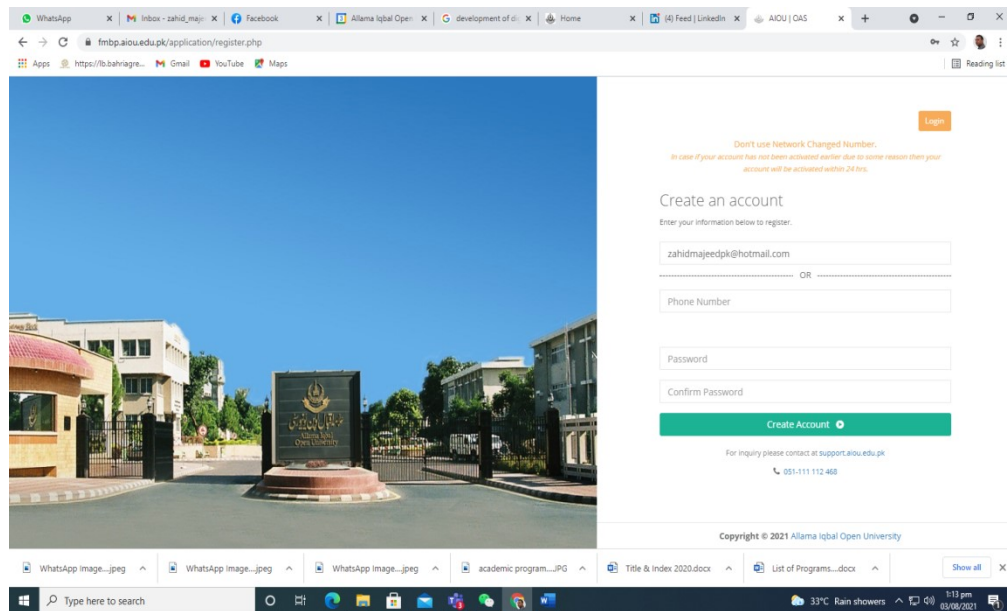 WhatsApp
Inbox - zahid_maje
Facebook
Allama Iqbal Open
development of di
Home
(4) Feed | LinkedIn
AIOU | OAS
fmbp.aiou.edu.pk/application/register.php
Apps
https://lb.bahriagre...
Gmail
YouTube
Maps
Reading list
Login
Don't use Network Changed Number.
In case if your account has not been activated earlier due to some reason then your
account will be activated within 24 hrs.
Create an account
Enter your information below to register.
zahidmajeedpk@hotmail.com
OR
Phone Number
Password
Confirm Password
Create Account
For inquiry please contact at support.aiou.edu.pk
051-111 112 468
Allama Iqbal
Open University
Copyright © 2021 Allama Iqbal Open University
WhatsApp Image....jpeg
WhatsApp Image....jpeg
WhatsApp Image....jpeg
academic program....JPG
Title & Index 2020.docx
List of Programs....docx
Show all
Type here to search
33°C Rain showers
1:13 pm
03/08/2021